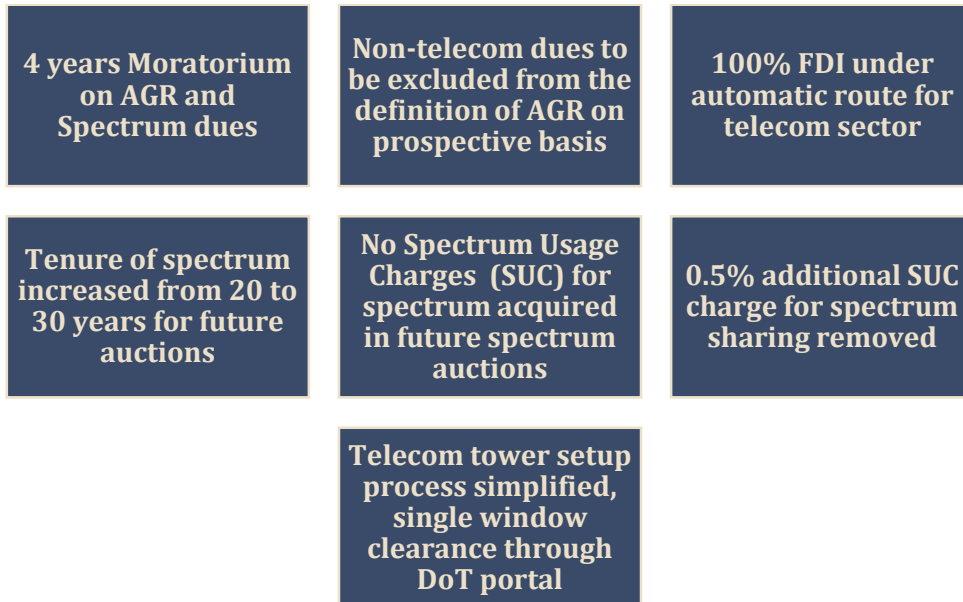 4 years Moratorium
on AGR and
Spectrum dues
Non-telecom dues to
be excluded from the
definition of AGR on
prospective basis
100% FDI under
automatic route for
telecom sector
Tenure of spectrum
increased from 20 to
30 years for future
auctions
No Spectrum Usage
Charges (SUC) for
spectrum acquired
in future spectrum
auctions
0.5% additional SUC
charge for spectrum
sharing removed
Telecom tower setup
process simplified,
single window
clearance through
DoT portal